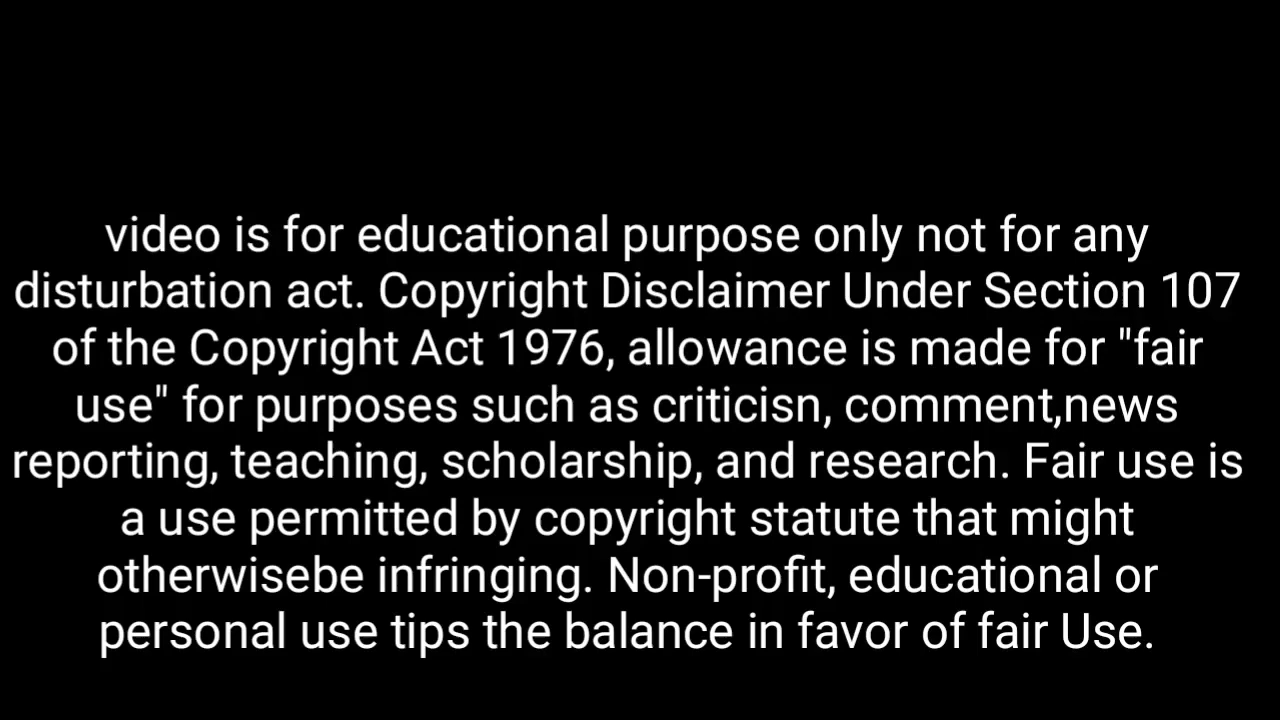 video is for educational purpose only not for any
disturbation act. Copyright Disclaimer Under Section 107
of the Copyright Act 1976, allowance is made for "fair
use" for purposes such as criticisn, comment,news
reporting, teaching, scholarship, and research. Fair use is
a use permitted by copyright statute that might
otherwisebe infringing. Non-profit, educational or
personal use tips the balance in favor of fair Use.